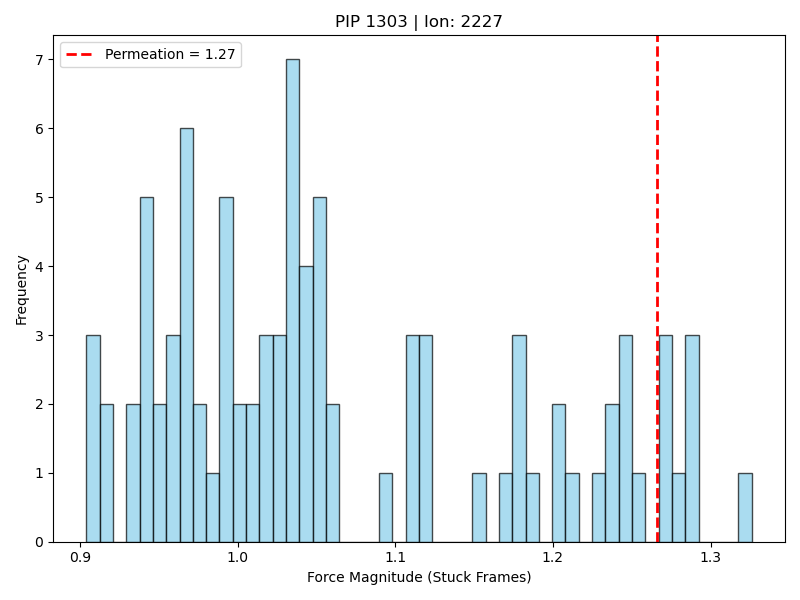 PIP 1303 | Ion: 2227
Permeation = 1.27
Frequency
7
6
5
4
3
2
1
0
0.9 1.0 1.1 1.2 1.3
Force Magnitude (Stuck Frames)